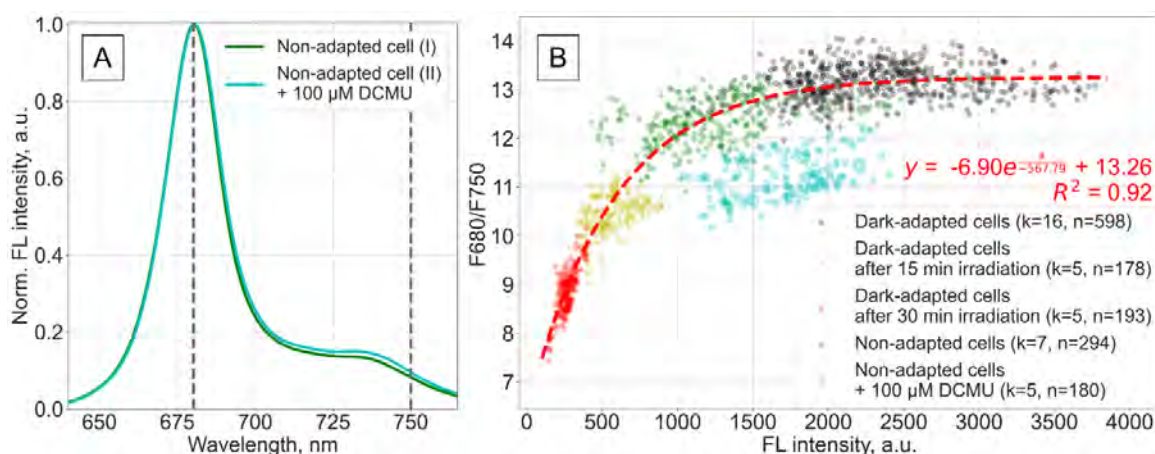 A
Non-adapted cell (I)
Non-adapted cell (II)
+ 100 µM DCMU
Norm. FL intensity, a.u.
1.0
0.8
0.6
0.4
0.2
0.0
650
675
700
725
750
Wavelength, nm
B
F680/F750
14
13
12
11
10
9
8
7
y = -6.90e^{x/-567.79} + 13.26
R² = 0.92
Dark-adapted cells (k=16, n=598)
Dark-adapted cells
after 15 min irradiation (k=5, n=178)
Dark-adapted cells
after 30 min irradiation (k=5, n=193)
Non-adapted cells (k=7, n=294)
Non-adapted cells
+ 100 µM DCMU (k=5, n=180)
0
500
1000
1500
2000
2500
3000
3500
4000
FL intensity, a.u.